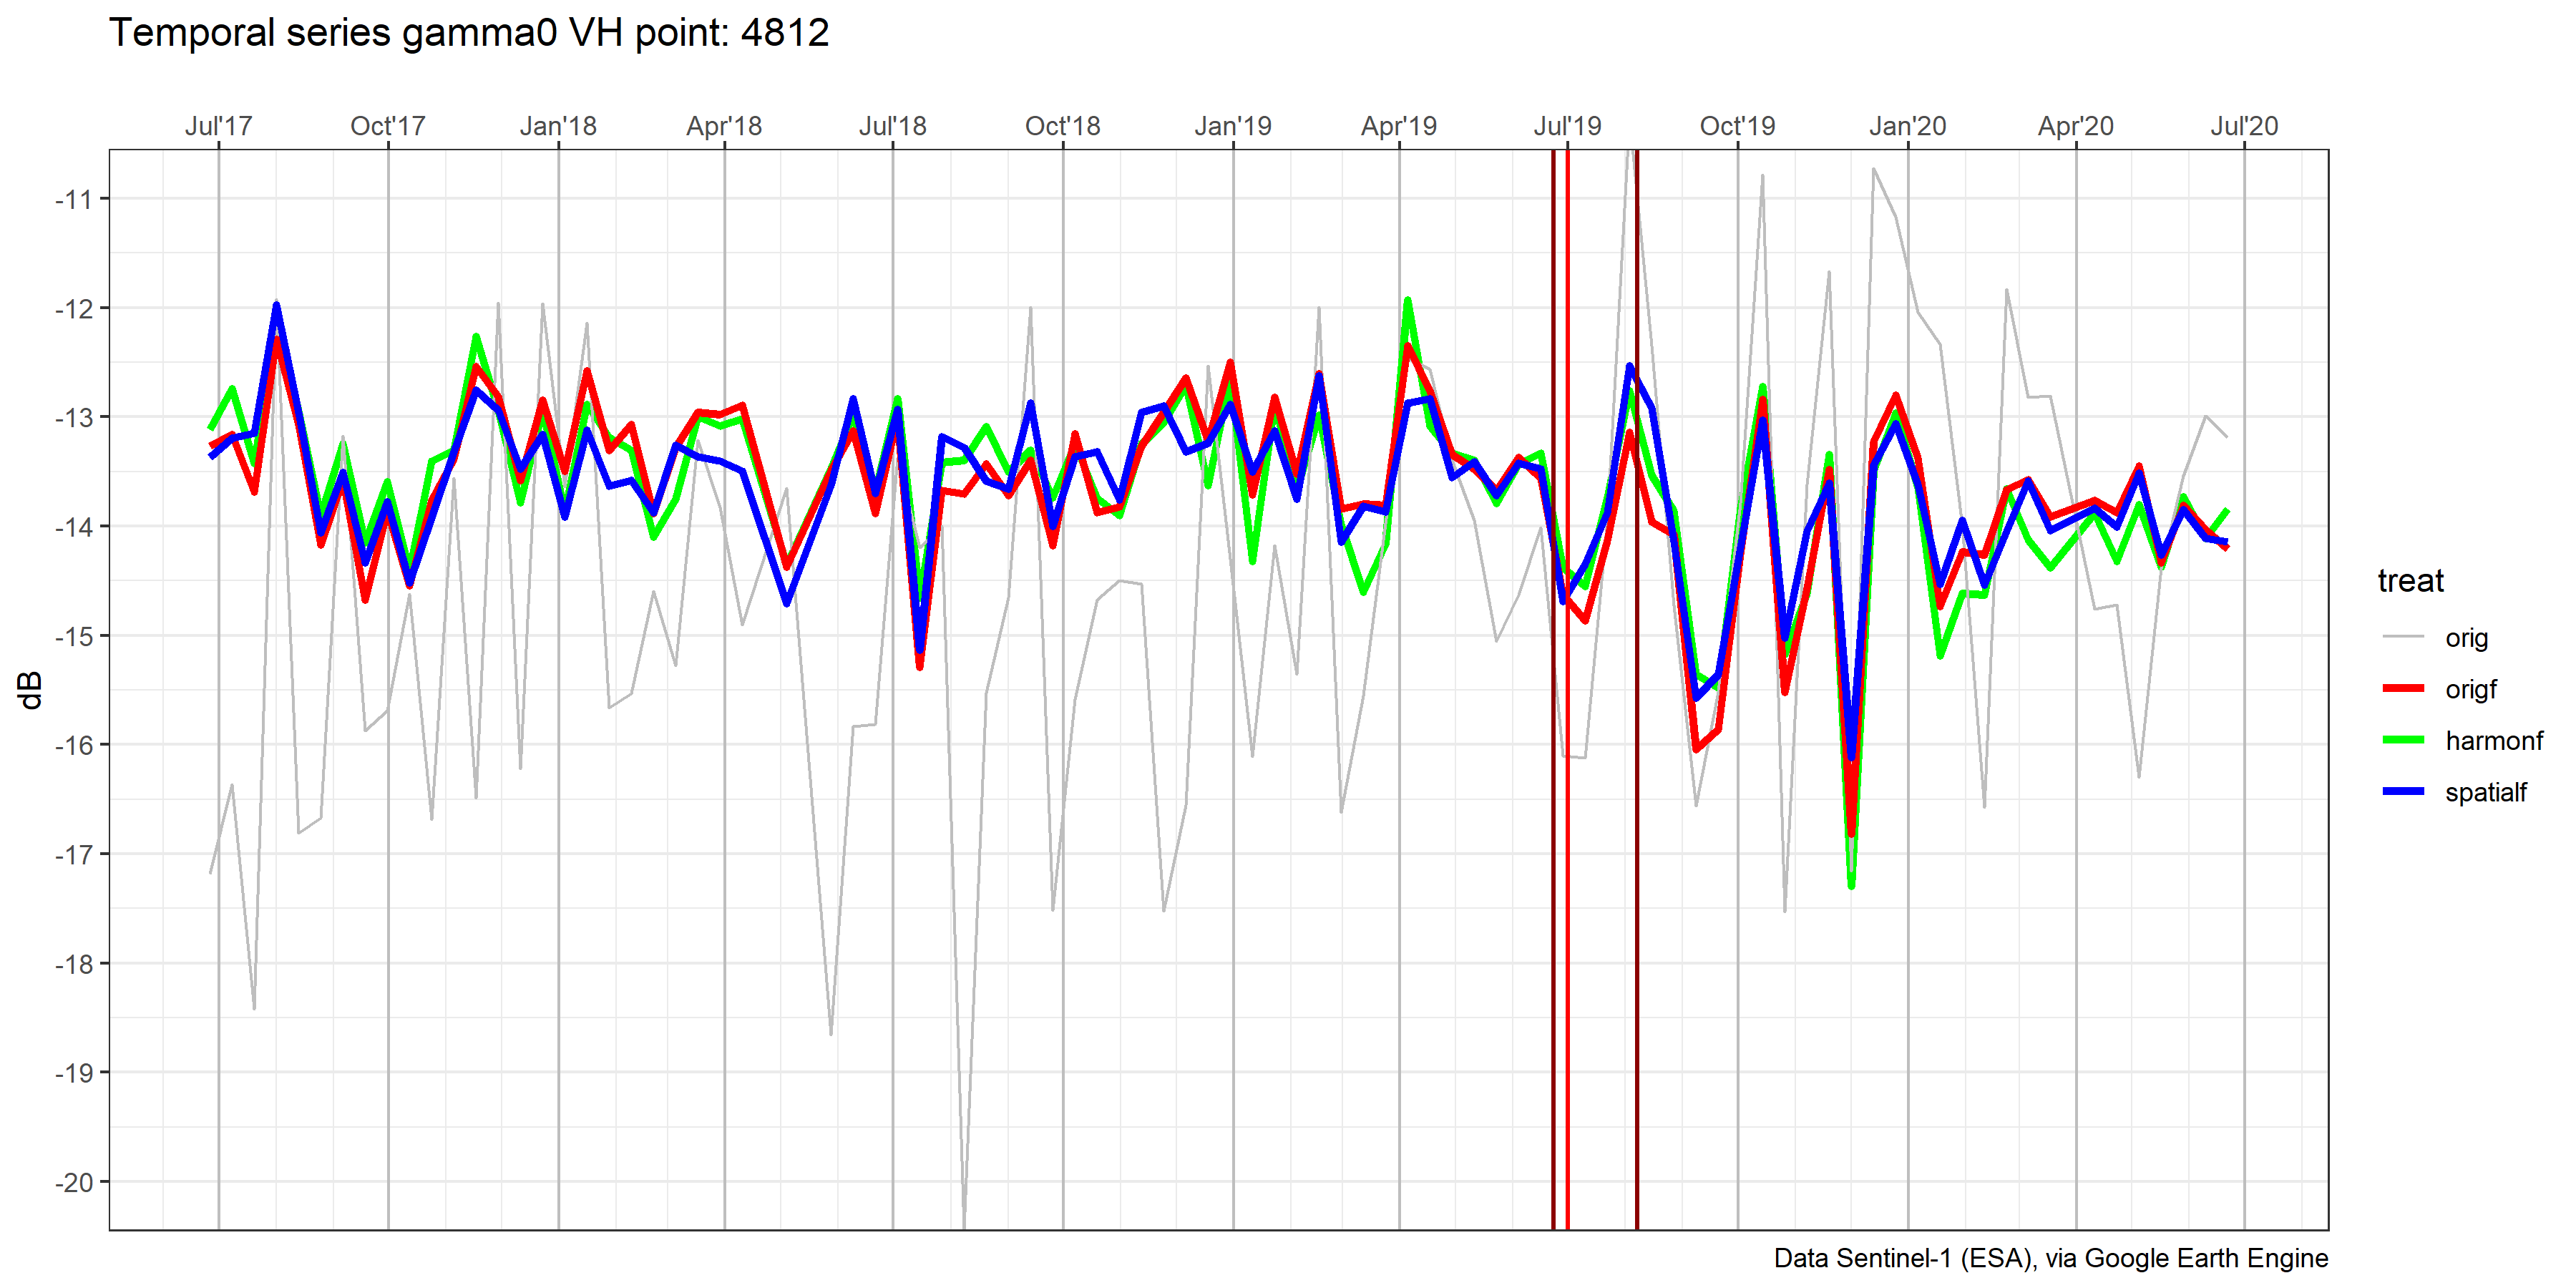 Temporal series gamma0 VH point: 4812
Jul'17 Oct'17 Jan'18 Apr'18 Jul'18 Oct'18 Jan'19 Apr'19 Jul'19 Oct'19 Jan'20 Apr'20 Jul'20
-11
-12
-13
-14
-15
-16
-17
-18
-19
-20
dB
treat
orig
origf
harmonf
spatialf
Data Sentinel-1 (ESA), via Google Earth Engine